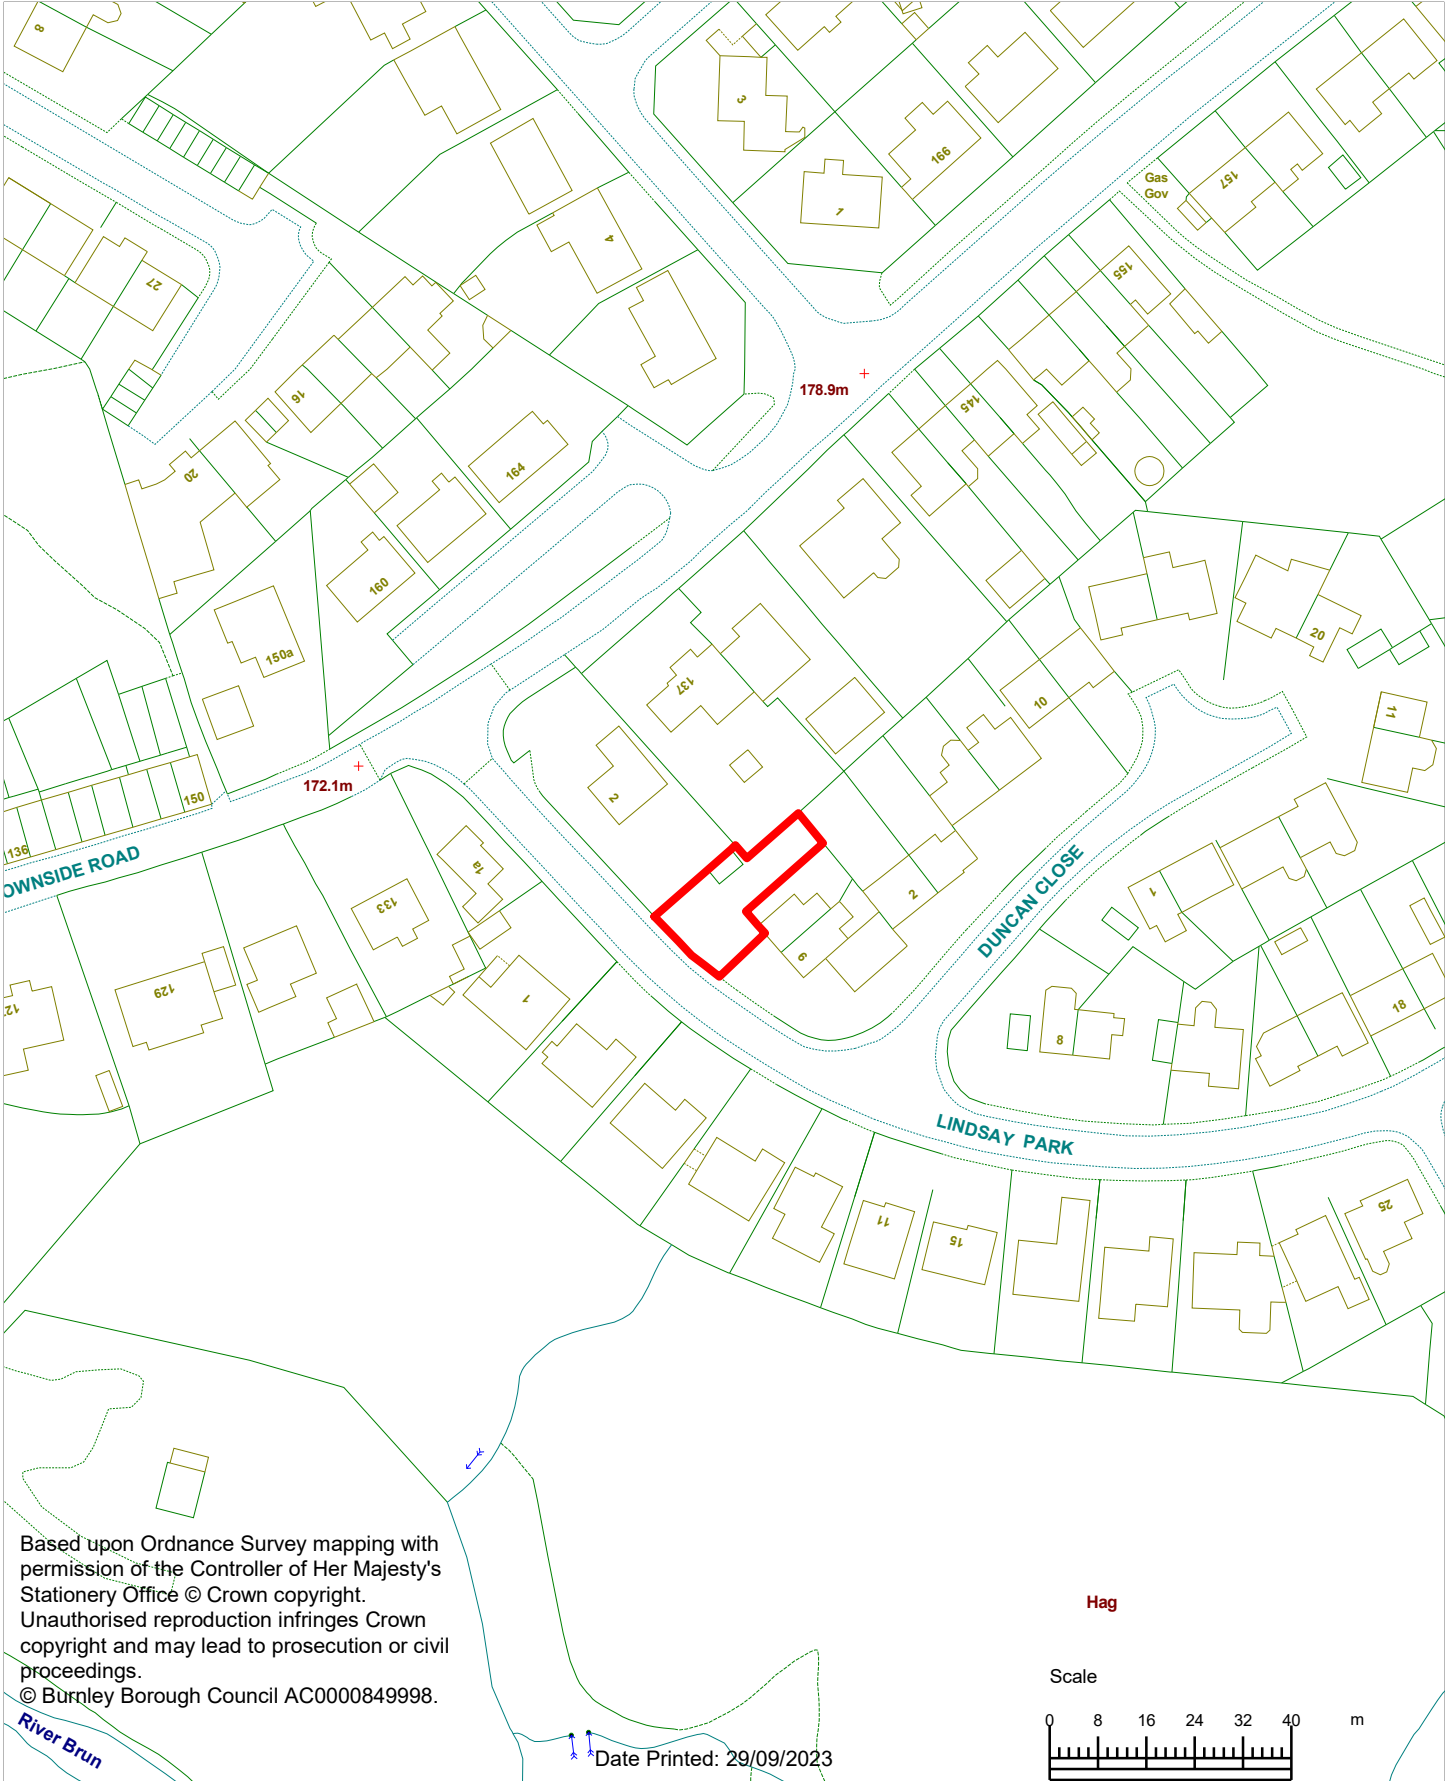 8
3
1
166
Gas
Gov
157
4
155
27
178.9m
16
145
164
20
160
150a
20
137
10
11
172.1m
2
150
136
OWNSIDE ROAD
1a
133
2
DUNCAN CLOSE
1
6
129
1
18
8
LINDSAY PARK
11
15
25
Based upon Ordnance Survey mapping with
permission of the Controller of Her Majesty's
Stationery Office © Crown copyright.
Unauthorised reproduction infringes Crown
copyright and may lead to prosecution or civil
proceedings.
© Burnley Borough Council AC0000849998.
Hag
Scale
0 8 16 24 32 40 m
River Brun
Date Printed: 29/09/2023